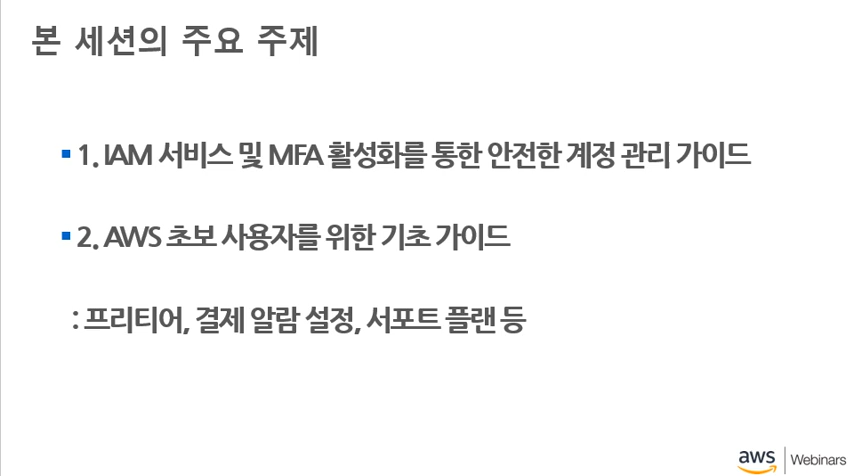 본 세션의 주요 주제
1. IAM 서비스 및 MFA 활성화를 통한 안전한 계정 관리 가이드
2. AWS 초보 사용자를 위한 기초 가이드
: 프리티어, 결제 알람 설정, 서포트 플랜 등
aws Webinars